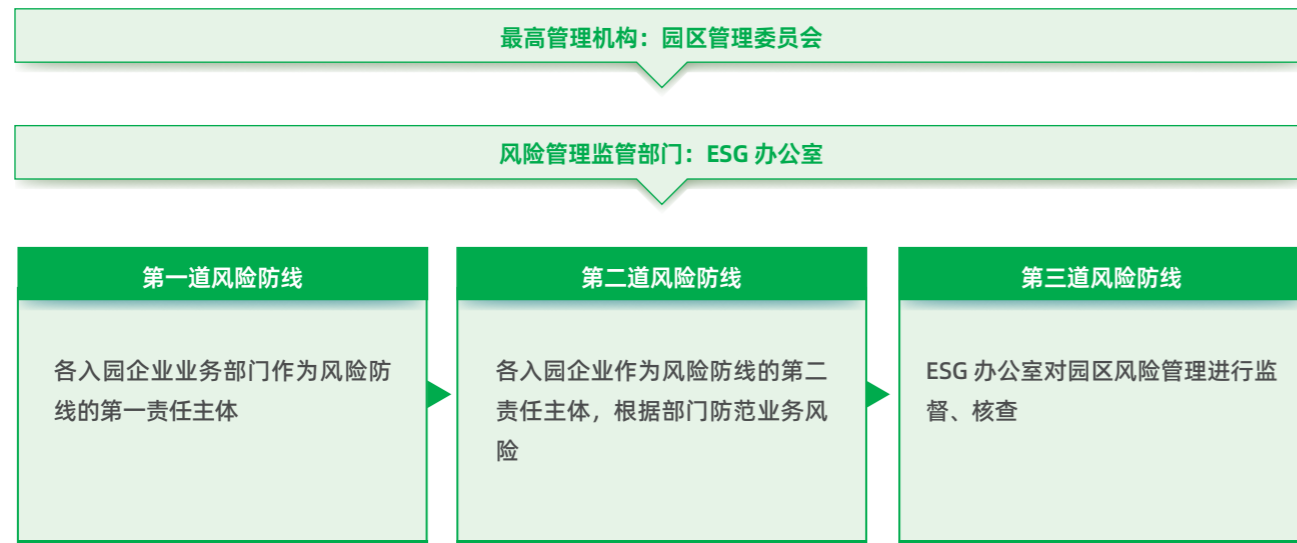 最高管理机构：园区管理委员会
风险管理监管部门：ESG 办公室
第一道风险防线
各入园企业业务部门作为风险防
线的第一责任主体
第二道风险防线
各入园企业作为风险防线的第二
责任主体，根据部门防范业务风
险
第三道风险防线
ESG 办公室对园区风险管理进行监
督、核查